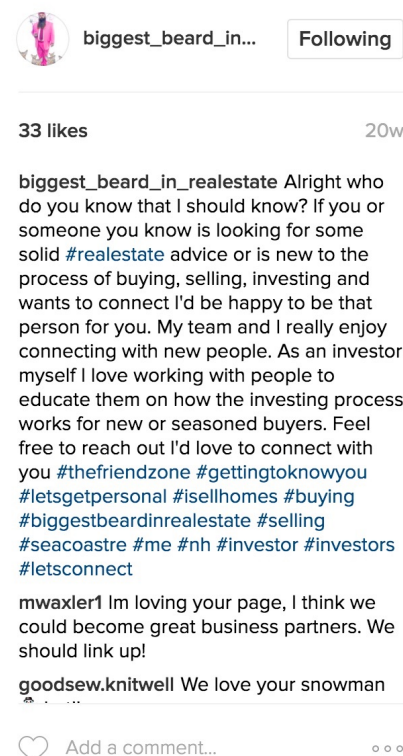 biggest_beard_in... Following
33 likes 20w
biggest_beard_in_realestate Alright who
do you know that I should know? If you or
someone you know is looking for some
solid #realestate advice or is new to the
process of buying, selling, investing and
wants to connect I'd be happy to be that
person for you. My team and I really enjoy
connecting with new people. As an investor
myself I love working with people to
educate them on how the investing process
works for new or seasoned buyers. Feel
free to reach out I'd love to connect with
you #thefriendzone #gettingtoknowyou
#letsgetpersonal #isellhomes #buying
#biggestbeardinrealestate #selling
#seacoastre #me #nh #investor #investors
#letsconnect
mwaxler1 Im loving your page, I think we
could become great business partners. We
should link up!
goodsew.knitwell We love your snowman
Add a comment...